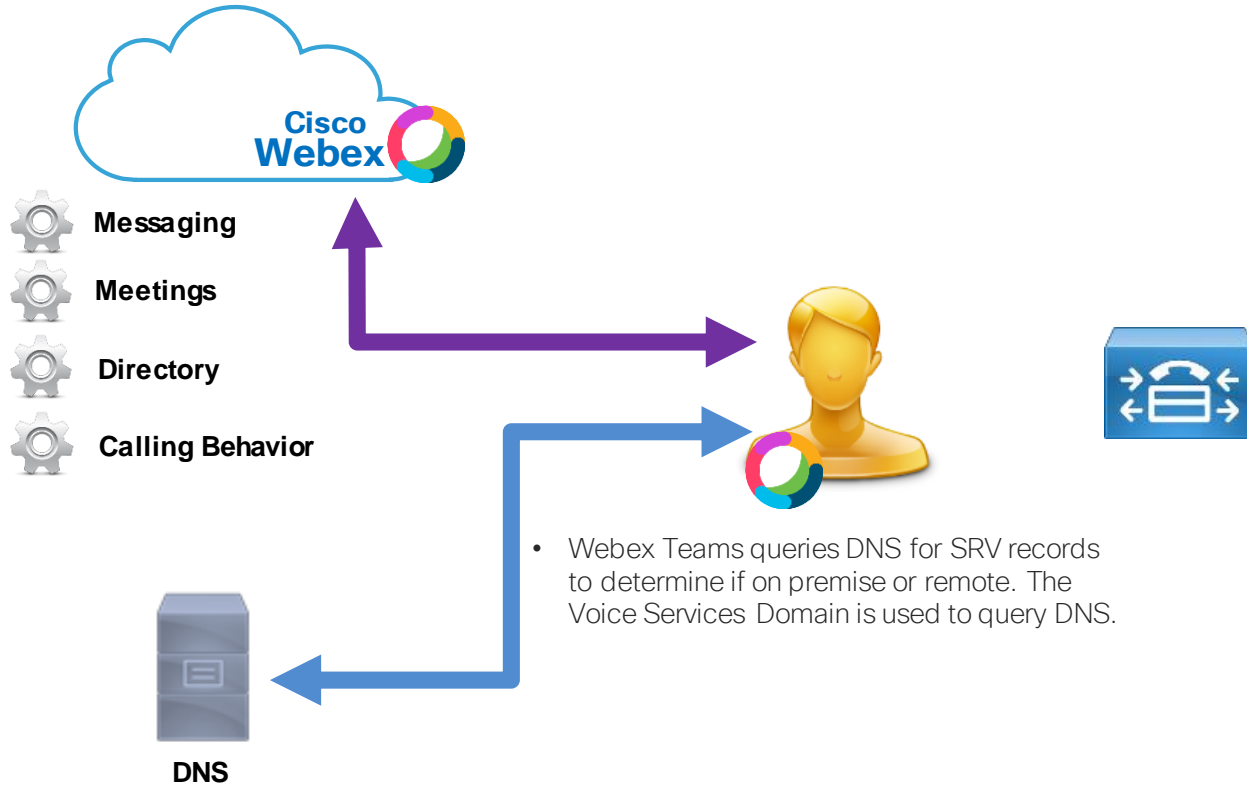 Cisco
Webex
Messaging
Meetings
Directory
Calling Behavior
• Webex Teams queries DNS for SRV records
to determine if on premise or remote. The
Voice Services Domain is used to query DNS.
DNS